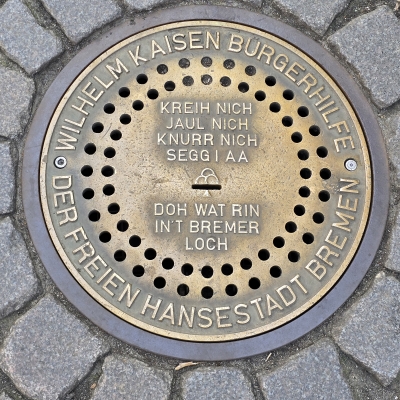 WILHELM KAISEN BÜRGERHILFE
KREIH NICH
JAUL NICH
KNURR NICH
SEGG I AA
DOH WAT RIN
IN'T BREMER
LOCH
DER FREIEN HANSESTADT BREMEN